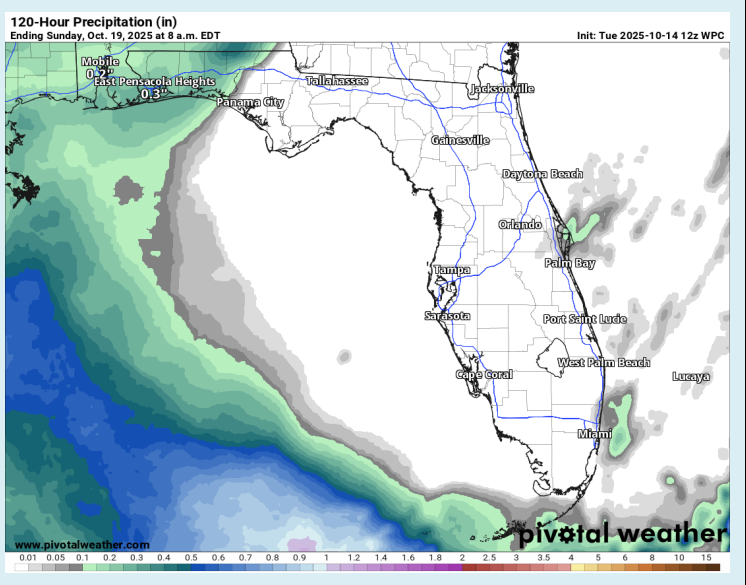 120-Hour Precipitation (in)
Ending Sunday, Oct. 19, 2025 at 8 a.m. EDT
Init: Tue 2025-10-14 12z WPC
Mobile
0.2"
East Pensacola Heights
0.3"
Tallahassee
Panama City
Jacksonville
Gainesville
Daytona Beach
Orlando
Palm Bay
Tampa
Sarasota
Port Saint Lucie
West Palm Beach
Cape Coral
Lucaya
Miami
pivotal weather
www.pivotalweather.com
0.01 0.05 0.1 0.2 0.3 0.4 0.5 0.6 0.7 0.8 0.9 1 1.2 1.4 1.6 1.8 2 2.5 3 3.5 4 5 6 8 10 15